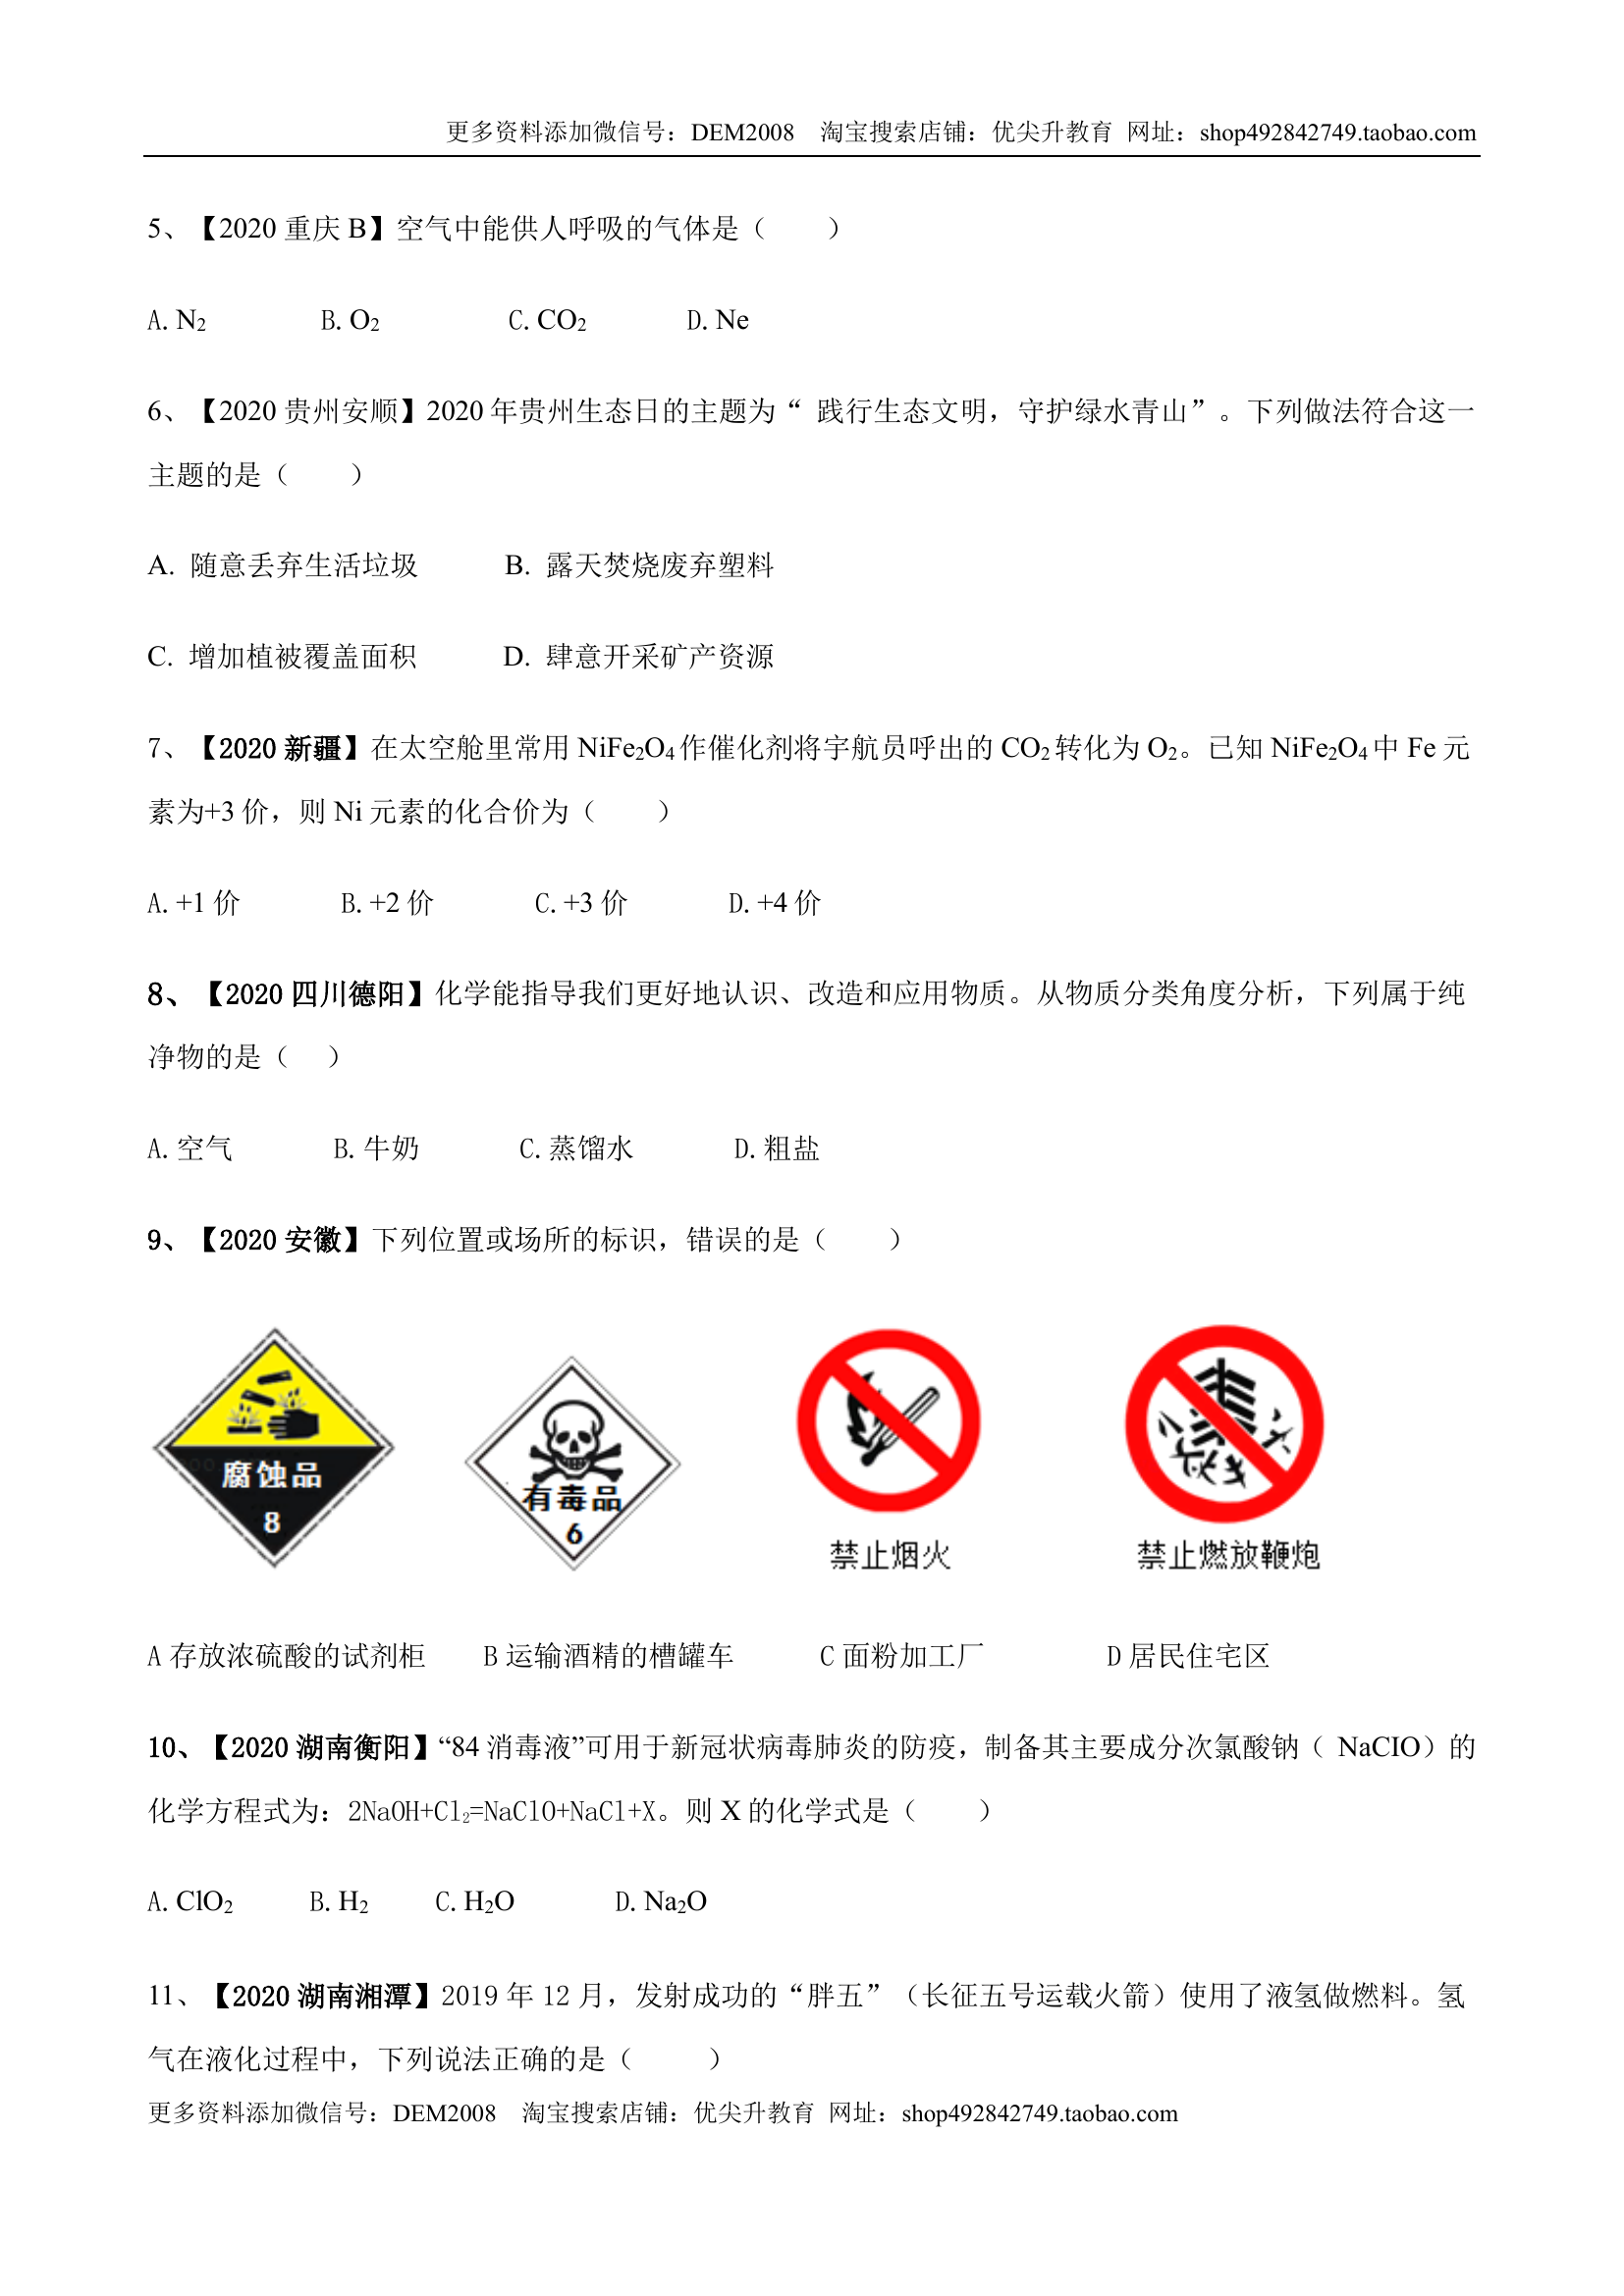 更多资料添加微信号：DEM2008 淘宝搜索店铺：优尖升教育 网址：shop492842749.taobao.com
5、【2020 重庆 B】空气中能供人呼吸的气体是（ ）
A. N₂ B. O₂ C. CO₂ D. Ne
6、【2020 贵州安顺】2020 年贵州生态日的主题为“ 践行生态文明，守护绿水青山”。下列做法符合这一
主题的是（ ）
A. 随意丢弃生活垃圾 B. 露天焚烧废弃塑料
C. 增加植被覆盖面积 D. 肆意开采矿产资源
7、【2020 新疆】在太空舱里常用 NiFe₂O₄ 作催化剂将宇航员呼出的 CO₂ 转化为 O₂。已知 NiFe₂O₄ 中 Fe 元
素为+3 价，则 Ni 元素的化合价为（ ）
A. +1 价 B. +2 价 C. +3 价 D. +4 价
8、【2020 四川德阳】化学能指导我们更好地认识、改造和应用物质。从物质分类角度分析，下列属于纯
净物的是（ ）
A. 空气 B. 牛奶 C. 蒸馏水 D. 粗盐
9、【2020 安徽】下列位置或场所的标识，错误的是（ ）
腐蚀品
8
有毒品
6
禁止烟火
禁止燃放鞭炮
A 存放浓硫酸的试剂柜 B 运输酒精的槽罐车 C 面粉加工厂 D 居民住宅区
10、【2020 湖南衡阳】“84 消毒液”可用于新冠状病毒肺炎的防疫，制备其主要成分次氯酸钠（ NaCIO）的
化学方程式为：2NaOH+Cl₂=NaClO+NaCl+X。则 X 的化学式是（ ）
A. ClO₂ B. H₂ C. H₂O D. Na₂O
11、【2020 湖南湘潭】2019 年 12 月，发射成功的“胖五”（长征五号运载火箭）使用了液氢做燃料。氢
气在液化过程中，下列说法正确的是（ ）
更多资料添加微信号：DEM2008 淘宝搜索店铺：优尖升教育 网址：shop492842749.taobao.com